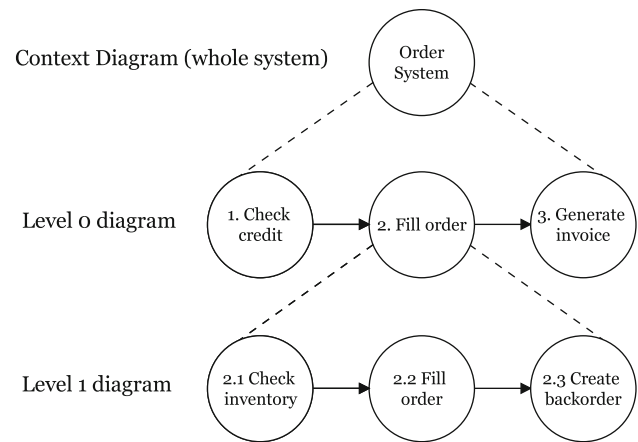 Context Diagram (whole system)
Order
System
Level 0 diagram
1. Check
credit
2. Fill order
3. Generate
invoice
Level 1 diagram
2.1 Check
inventory
2.2 Fill
order
2.3 Create
backorder